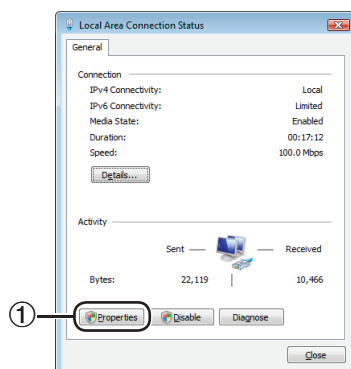 Local Area Connection Status
General
Connection
IPv4 Connectivity: Local
IPv6 Connectivity: Limited
Media State: Enabled
Duration: 00:17:12
Speed: 100.0 Mbps
Details...
Activity
Sent Received
Bytes: 22,119 10,466
1 Properties Disable Diagnose
Close